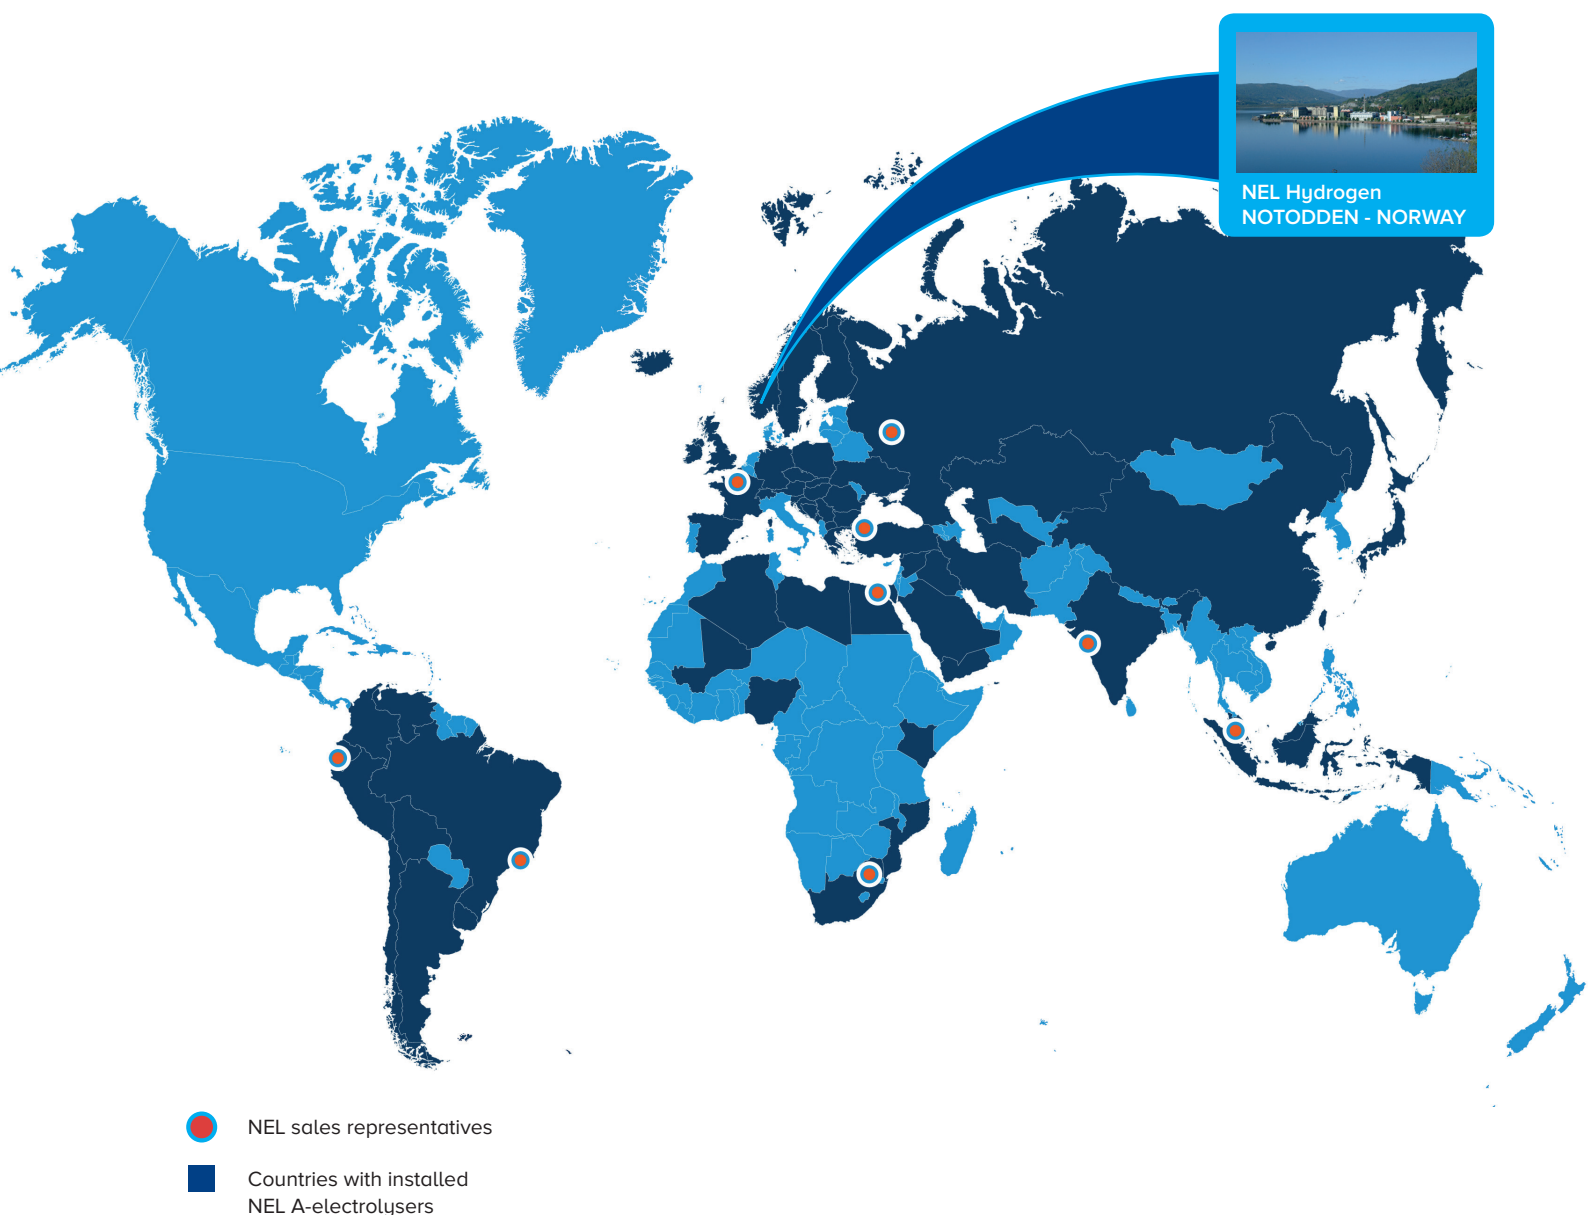 NEL Hydrogen
NOTODDEN - NORWAY
NEL sales representatives
Countries with installed
NEL A-electrolysers